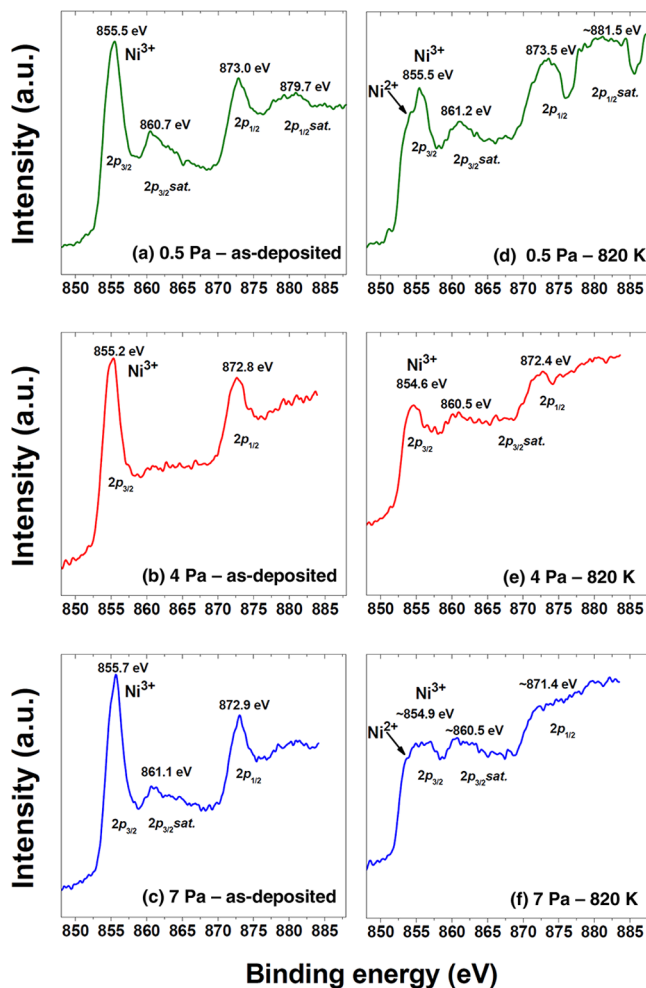 Intensity (a.u.)
855.5 eV
Ni3+
860.7 eV
873.0 eV
879.7 eV
2p3/2
2p3/2sat.
2p1/2
2p1/2sat.
(a) 0.5 Pa – as-deposited
850 855 860 865 870 875 880 885
Ni3+
Ni2+
855.5 eV
861.2 eV
873.5 eV
~881.5 eV
2p3/2
2p3/2sat.
2p1/2
2p1/2sat.
(d) 0.5 Pa – 820 K
850 855 860 865 870 875 880 885
Intensity (a.u.)
855.2 eV
Ni3+
872.8 eV
2p3/2
2p1/2
(b) 4 Pa – as-deposited
850 855 860 865 870 875 880 885
Ni3+
854.6 eV
860.5 eV
872.4 eV
2p3/2
2p3/2sat.
2p1/2
(e) 4 Pa – 820 K
850 855 860 865 870 875 880 885
Intensity (a.u.)
855.7 eV
Ni3+
861.1 eV
872.9 eV
2p3/2
2p3/2sat.
2p1/2
(c) 7 Pa – as-deposited
850 855 860 865 870 875 880 885
Ni3+
Ni2+
~854.9 eV
~860.5 eV
~871.4 eV
2p3/2
2p3/2sat.
2p1/2
(f) 7 Pa – 820 K
850 855 860 865 870 875 880 885
Binding energy (eV)